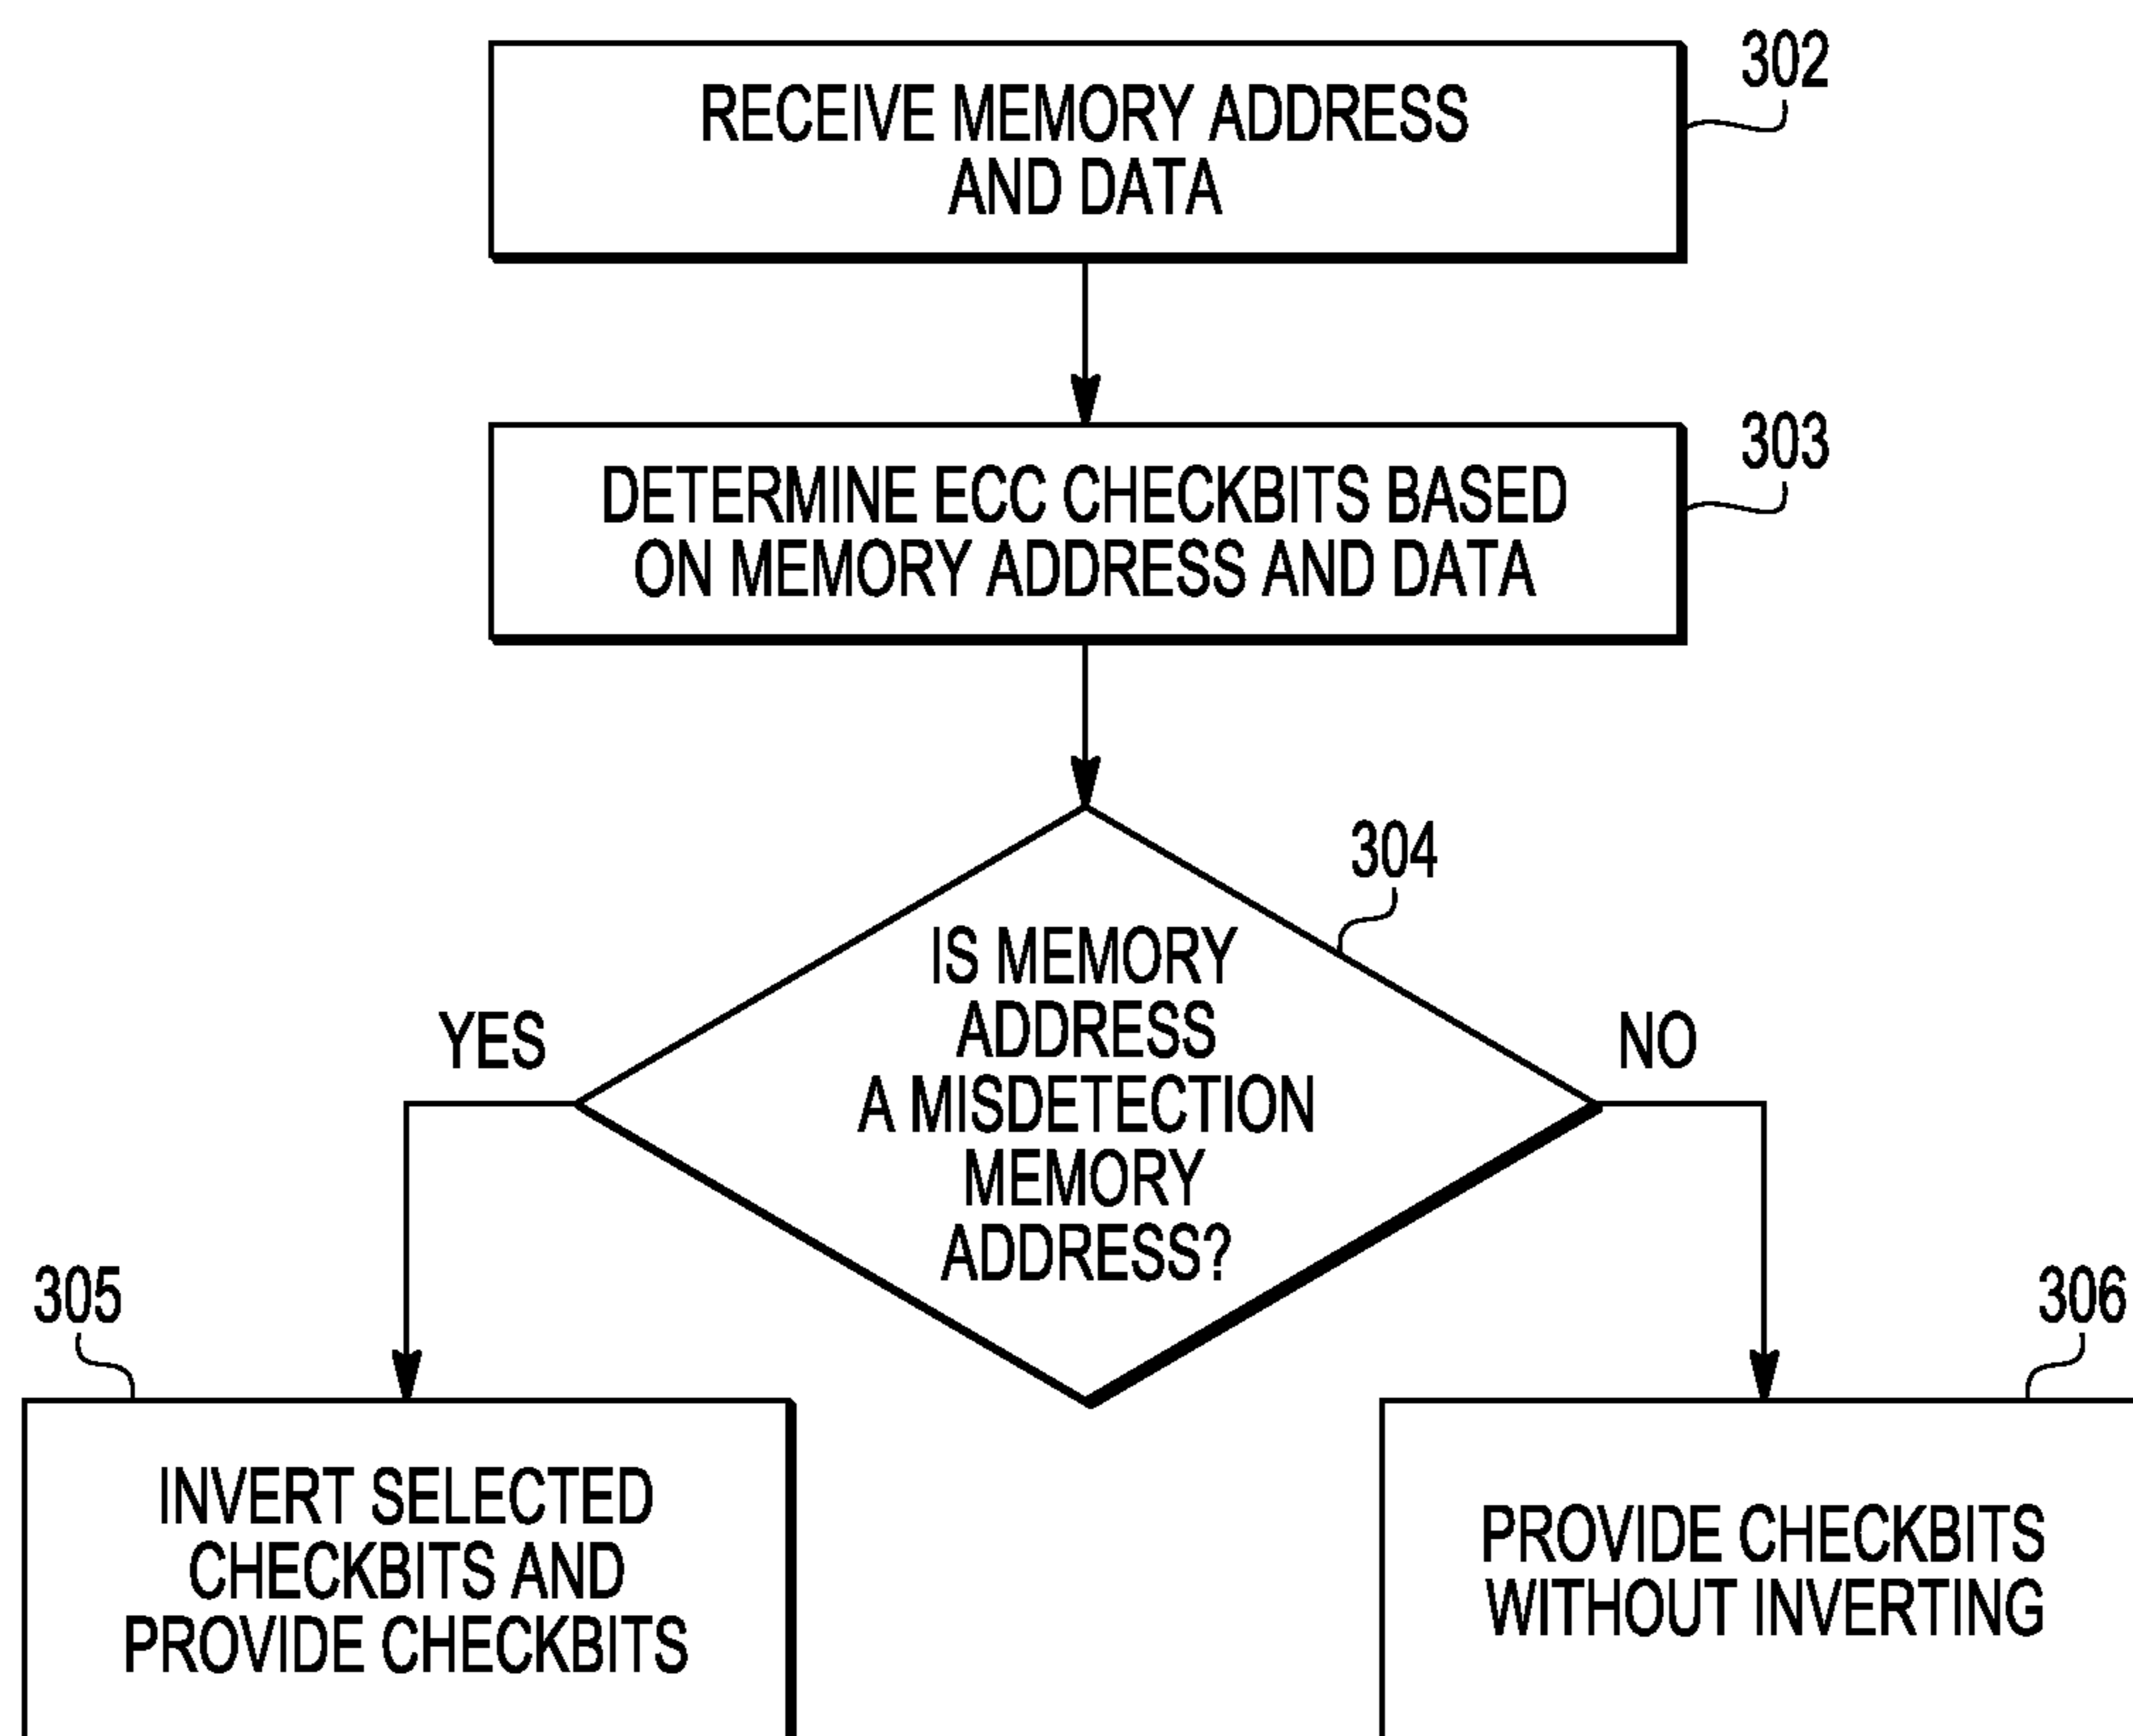 302
RECEIVE MEMORY ADDRESS
AND DATA
303
DETERMINE ECC CHECKBITS BASED
ON MEMORY ADDRESS AND DATA
304
IS MEMORY
ADDRESS
A MISDETECTION
MEMORY
ADDRESS?
YES
NO
305
306
INVERT SELECTED
CHECKBITS AND
PROVIDE CHECKBITS
PROVIDE CHECKBITS
WITHOUT INVERTING